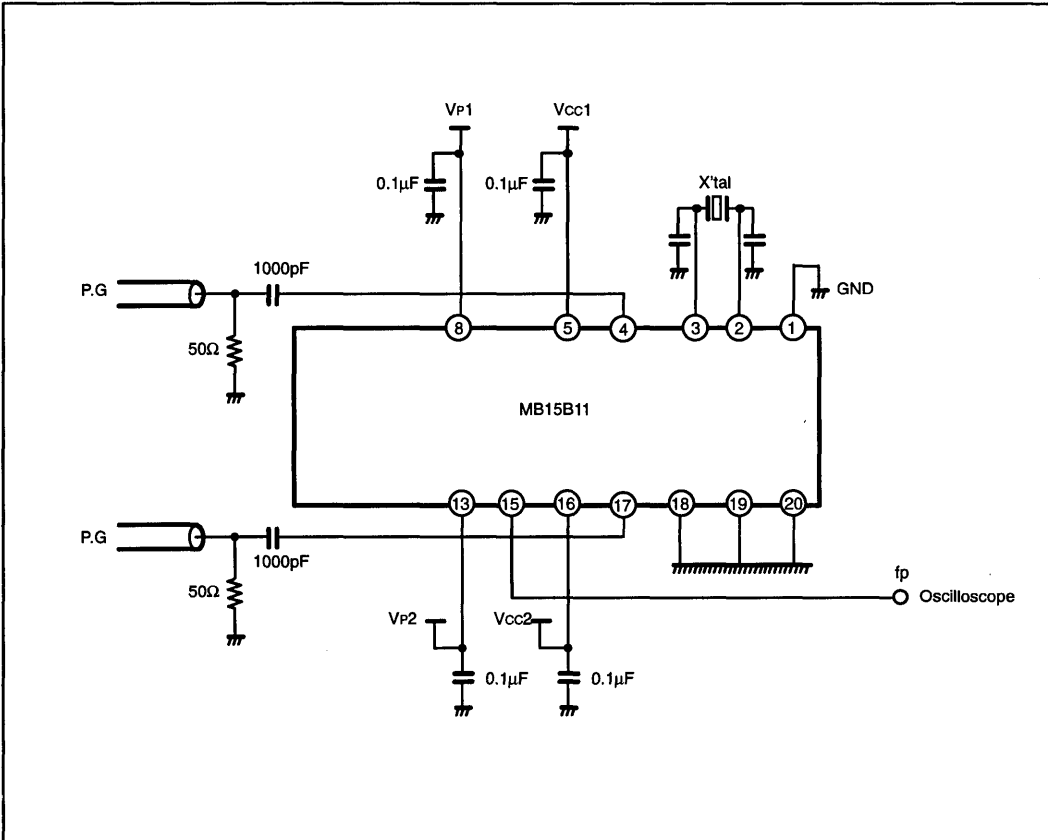 VP1 VCC1
0.1µF 0.1µF X'tal
P.G 1000pF GND
50Ω
8 5 4 3 2 1
MB15B11
13 15 16 17 18 19 20
P.G 1000pF
50Ω
fp
Oscilloscope
VP2 VCC2
0.1µF 0.1µF